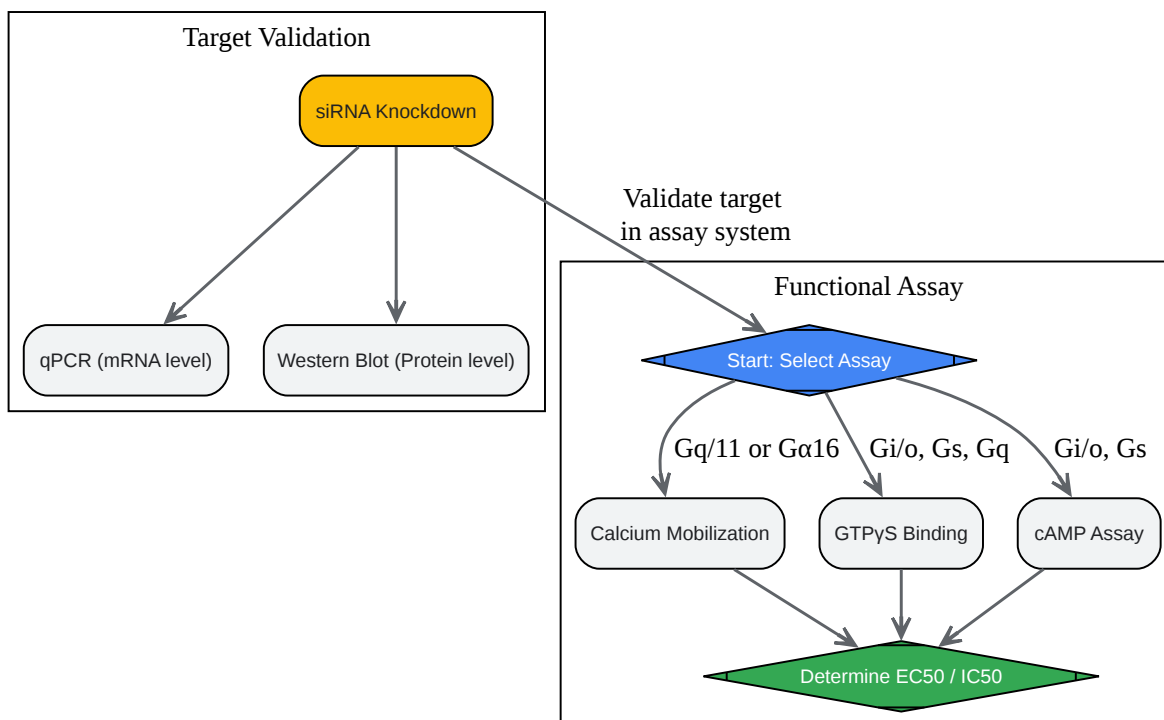 Target Validation
siRNA Knockdown
Validate target
in assay system
qPCR (mRNA level)
Western Blot (Protein level)
Functional Assay
Start: Select Assay
Gq/11 or Gα16
Gi/o, Gs, Gq
Gi/o, Gs
Calcium Mobilization
GTPγS Binding
cAMP Assay
Determine EC50 / IC50